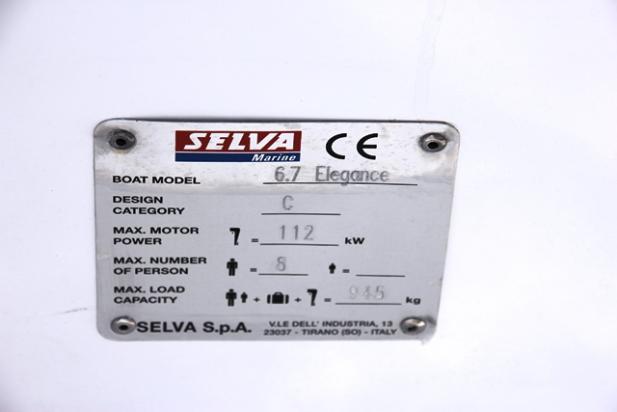 SELVA
Marine
CE
BOAT MODEL 6.7 Elegance
DESIGN
CATEGORY C
MAX. MOTOR
POWER = 112 kW
MAX. NUMBER
OF PERSON = 8 =
MAX. LOAD
CAPACITY + + = 945 kg
SELVA S.p.A. V.LE DELL' INDUSTRIA, 13
23037 - TIRANO (SO) - ITALY